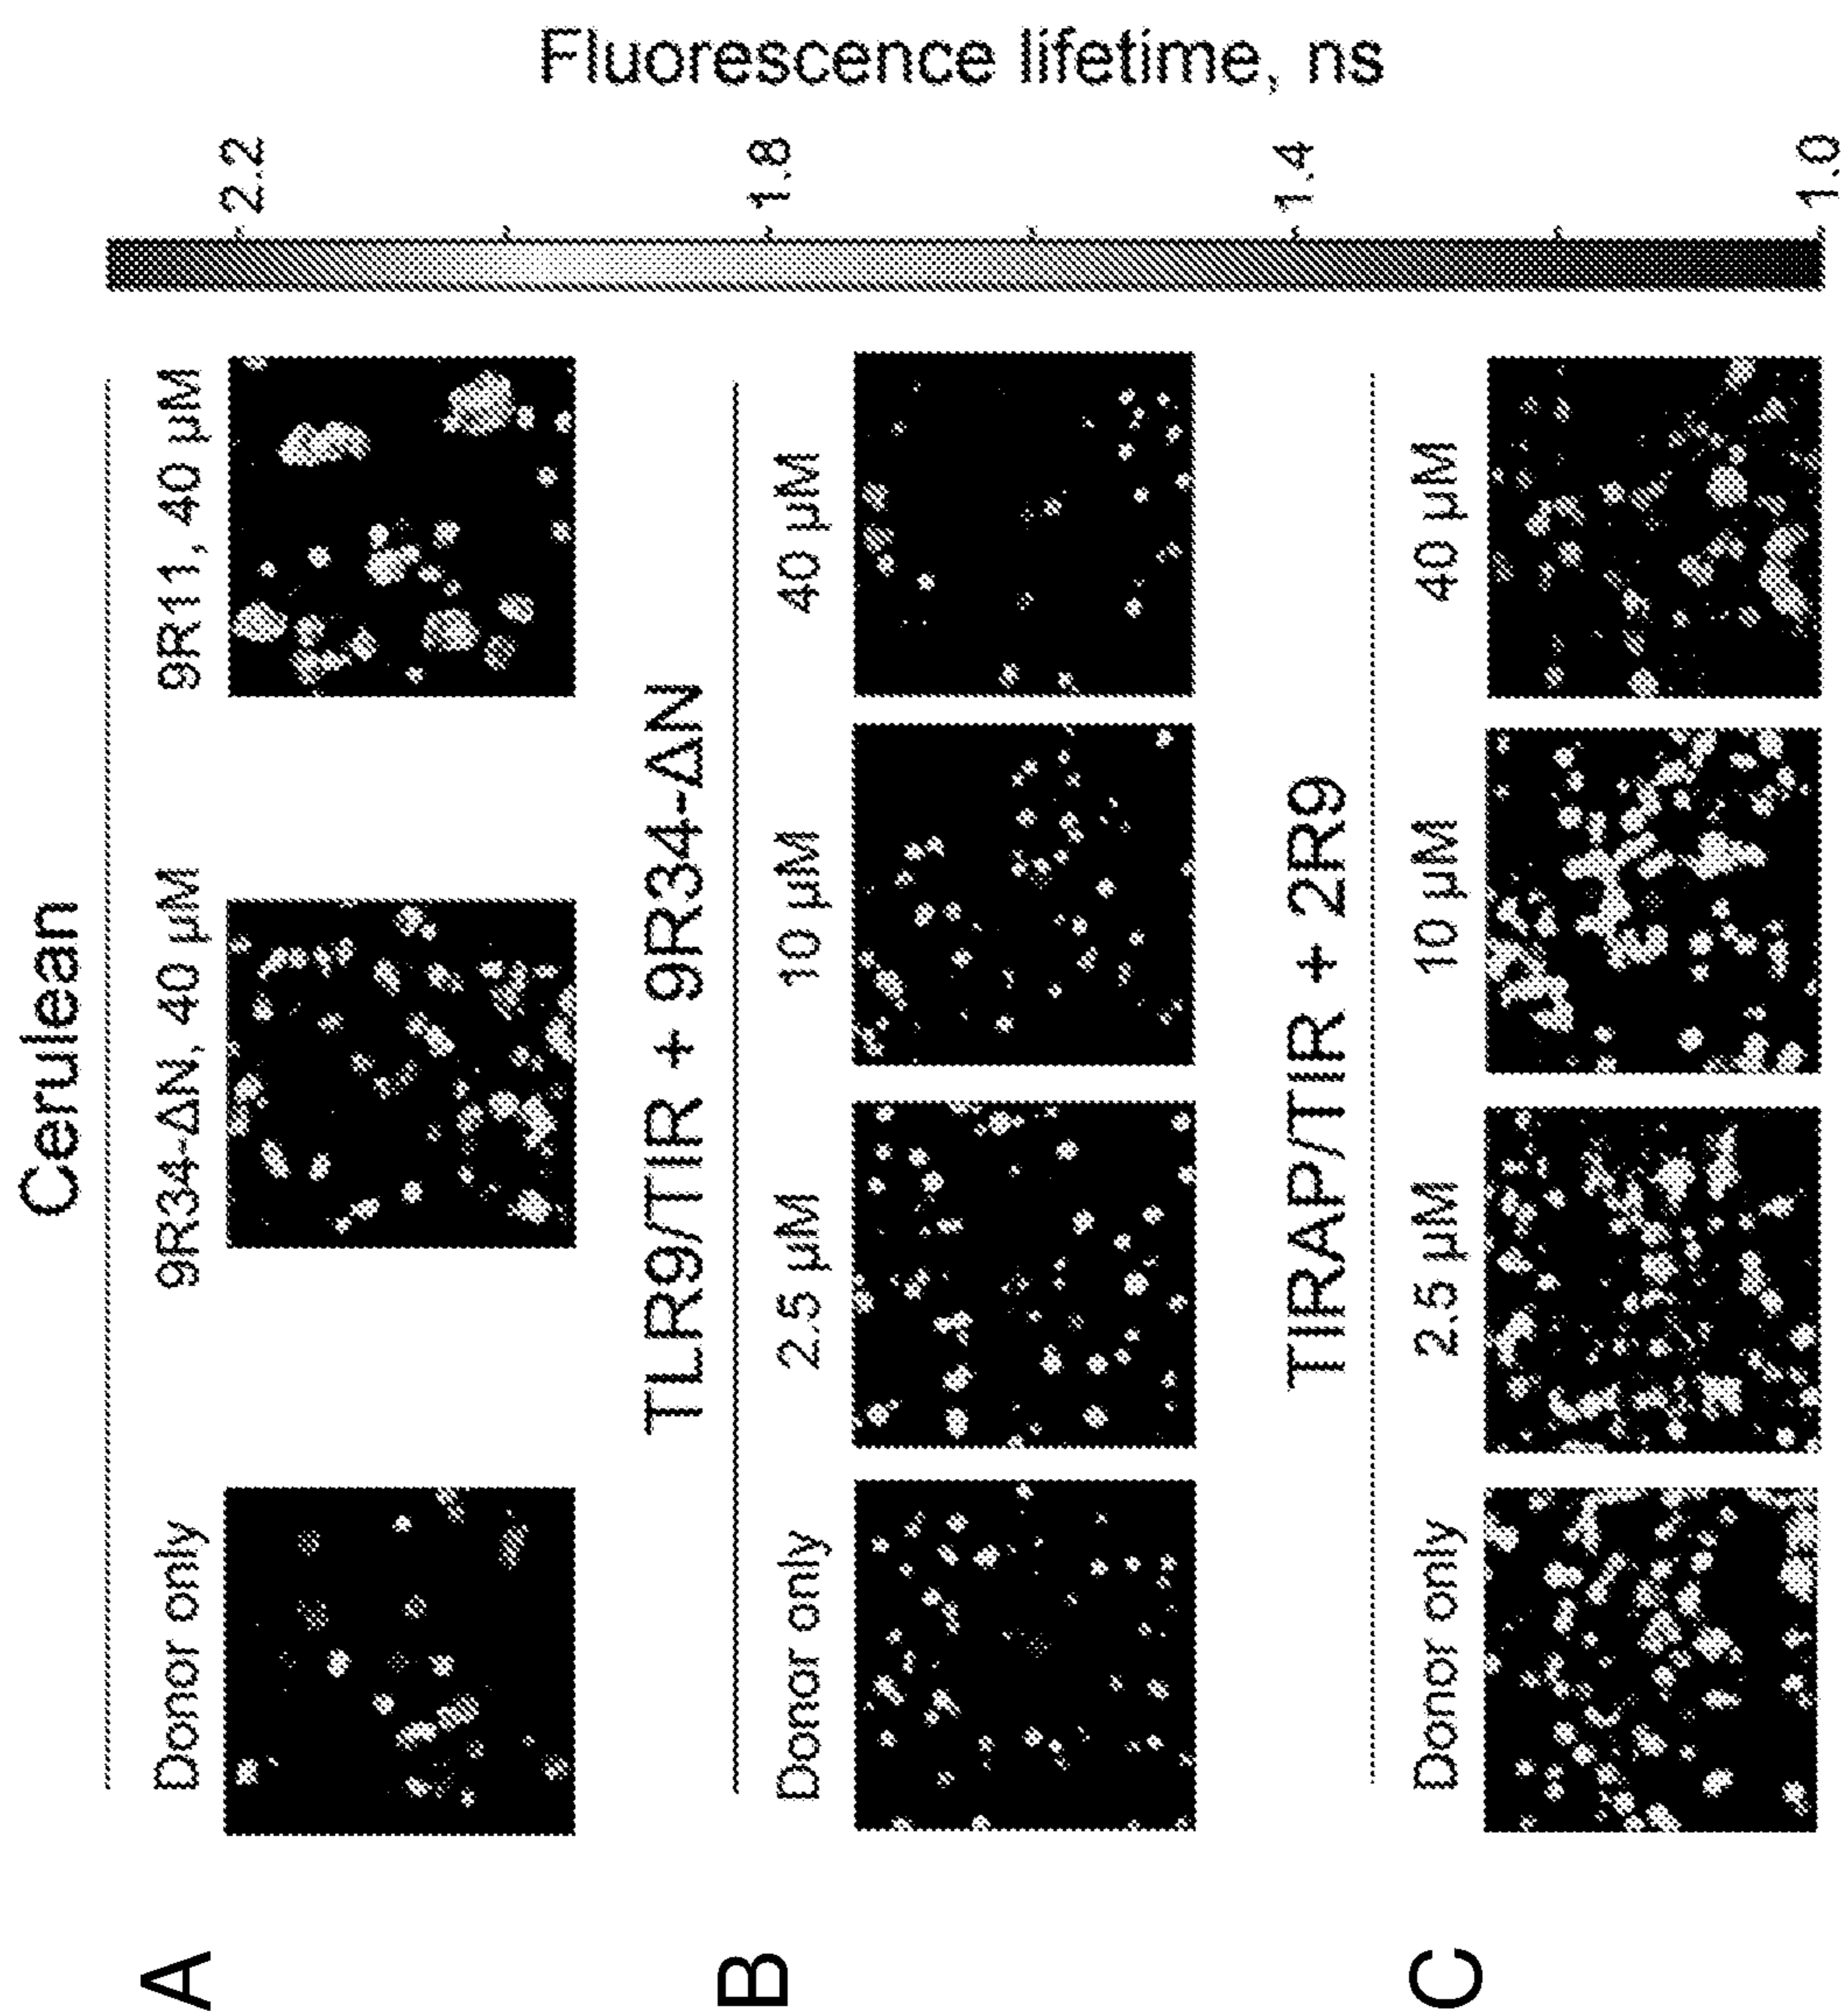 Cerulean
A
Donor only
9R34-ΔN, 40 μM
9R11, 40 μM
TLR9/TIR + 9R34-ΔN
B
Donor only
2.5 μM
10 μM
40 μM
TIRAP/TIR + 2R9
C
Donor only
2.5 μM
10 μM
40 μM
2.2
1.8
1.4
1.0
Fluorescence lifetime, ns